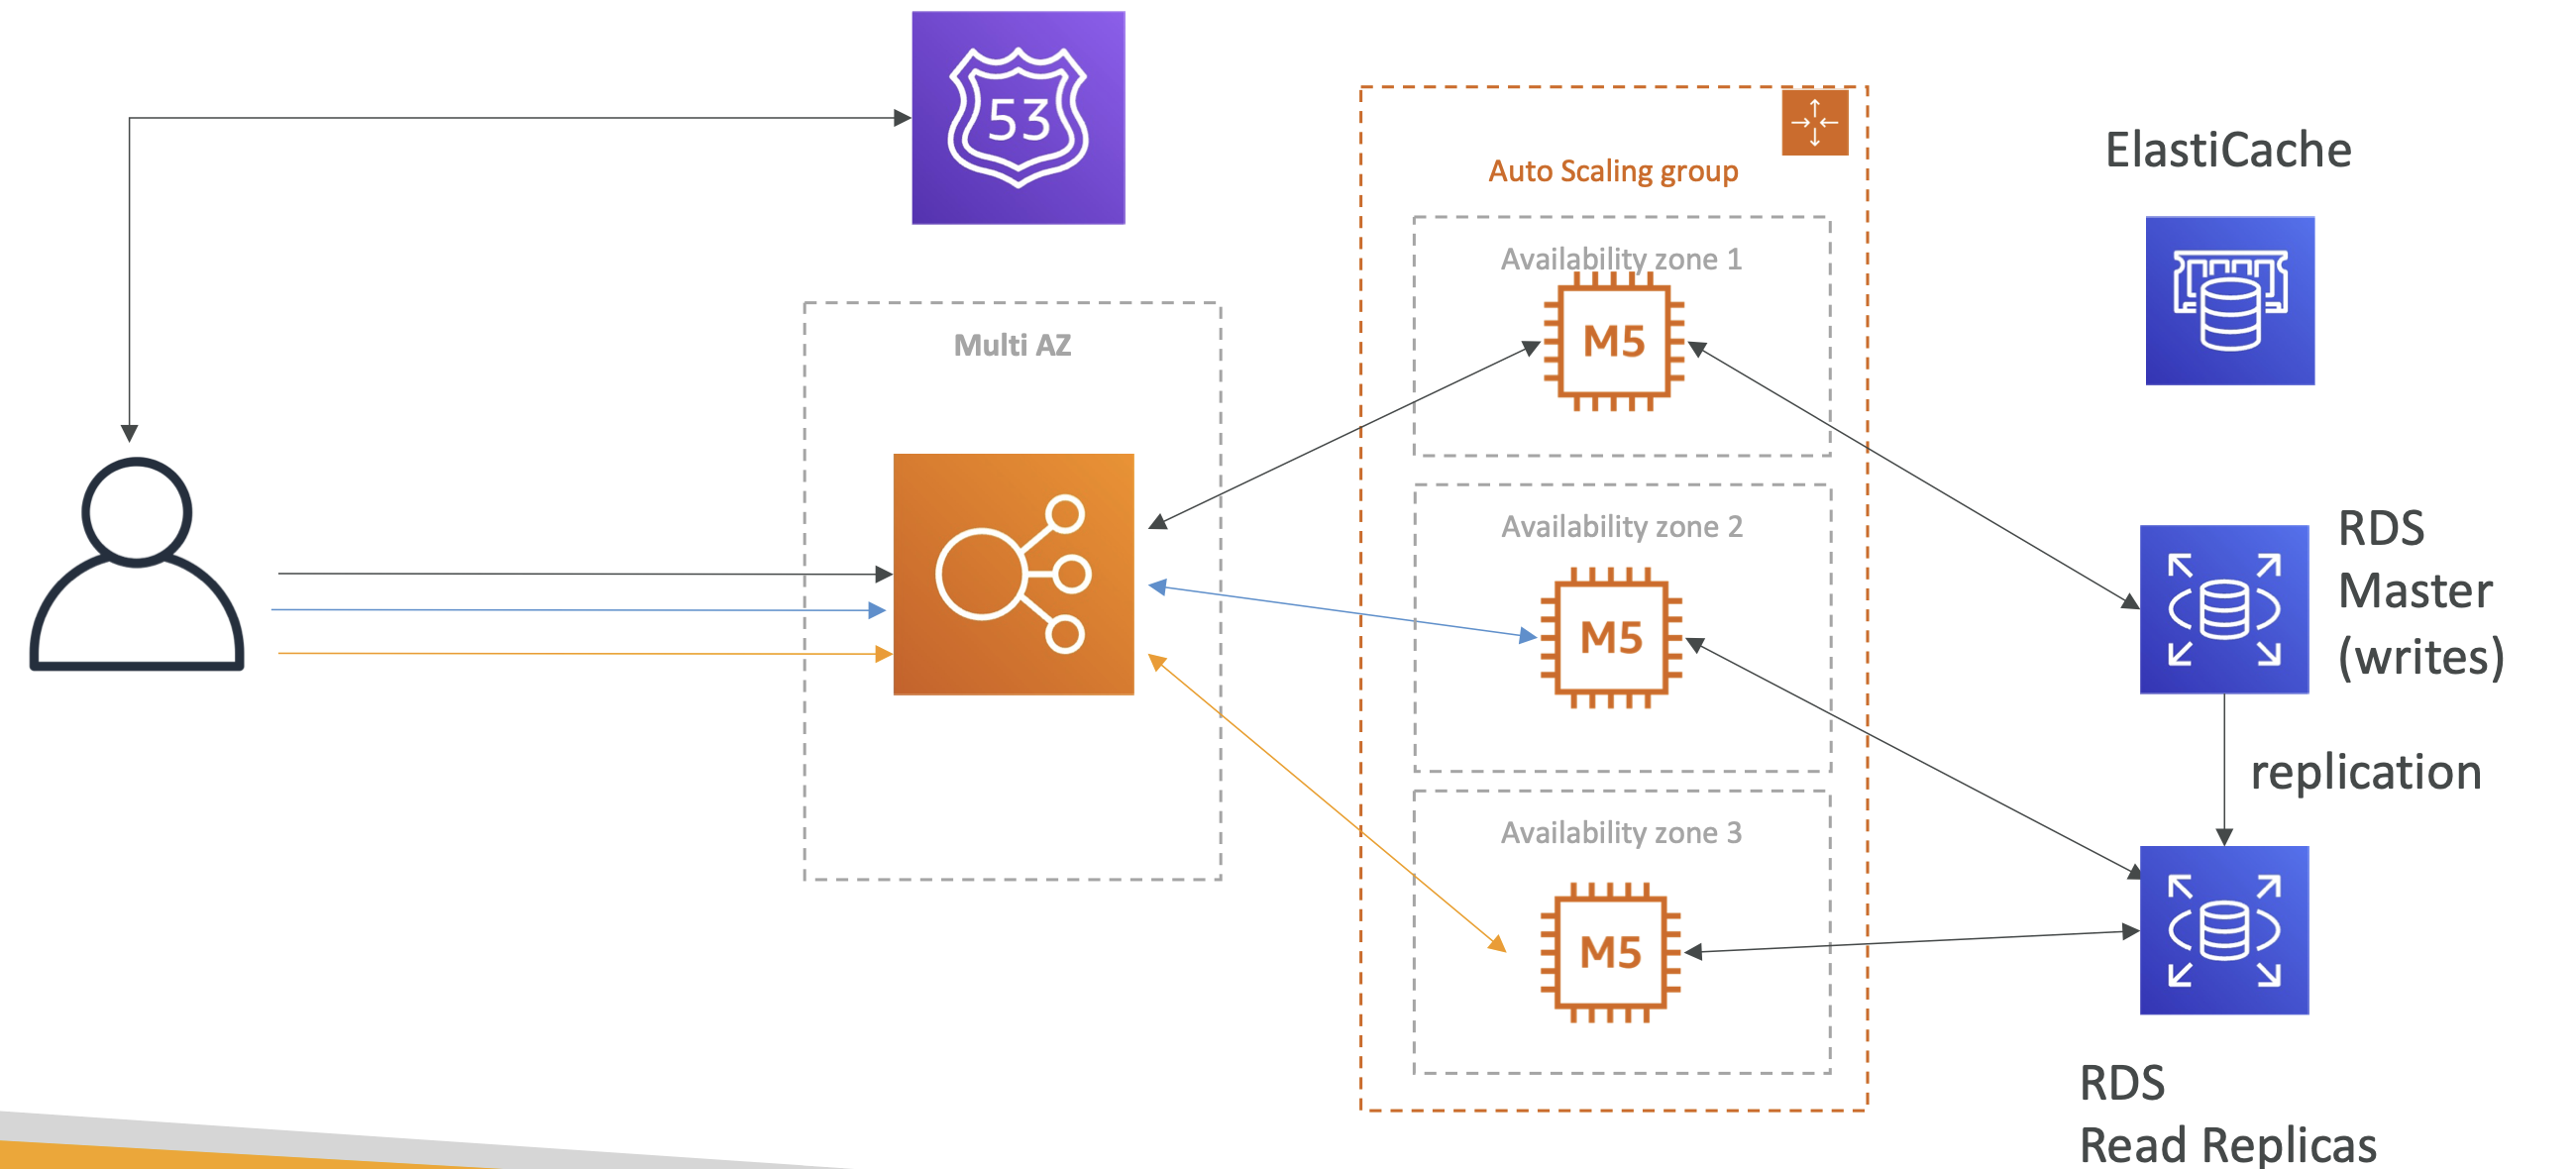 53
Auto Scaling group
ElastiCache
Availability zone 1
M5
Multi AZ
Availability zone 2
M5
RDS
Master
(writes)
replication
Availability zone 3
M5
RDS
Read Replicas